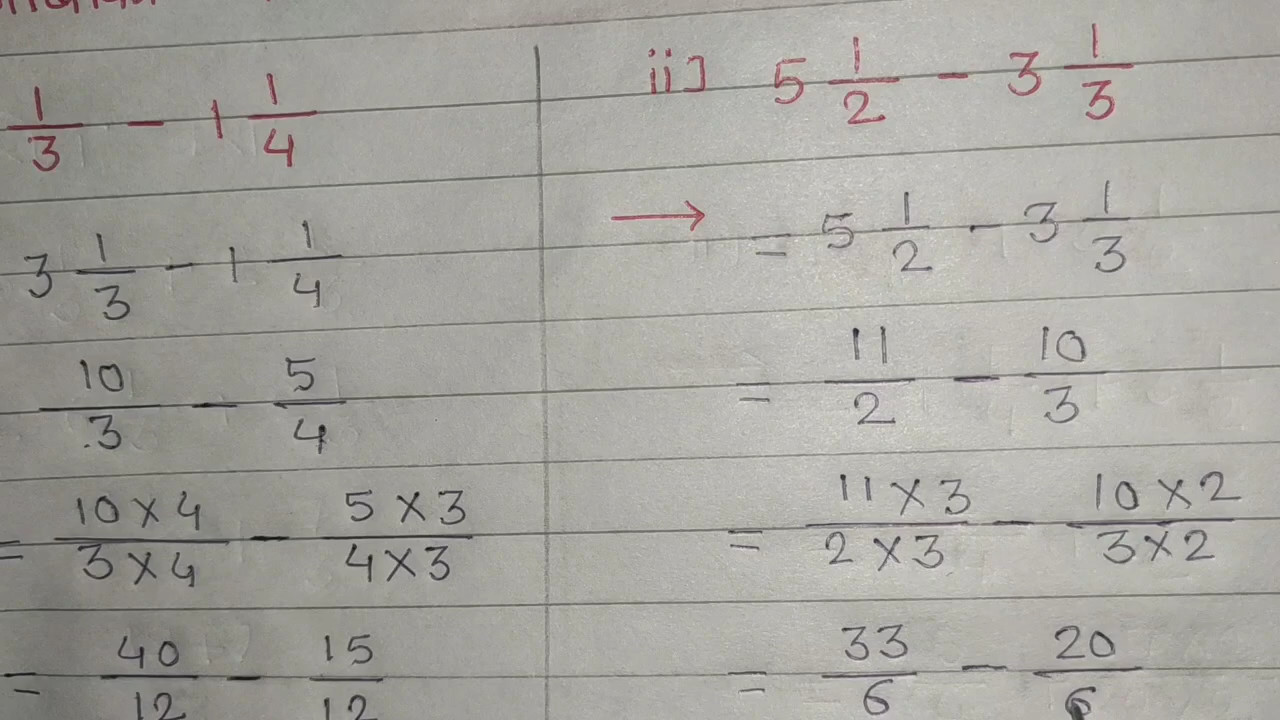 1/3 - 1 1/4
3 1/3 - 1 1/4
10/3 - 5/4
= 10 × 4/3 × 4 - 5 × 3/4 × 3
= 40/12 - 15/12
ii] 5 1/2 - 3 1/3
→ = 5 1/2 - 3 1/3
= 11/2 - 10/3
= 11 × 3/2 × 3 - 10 × 2/3 × 2
= 33/6 - 20/6